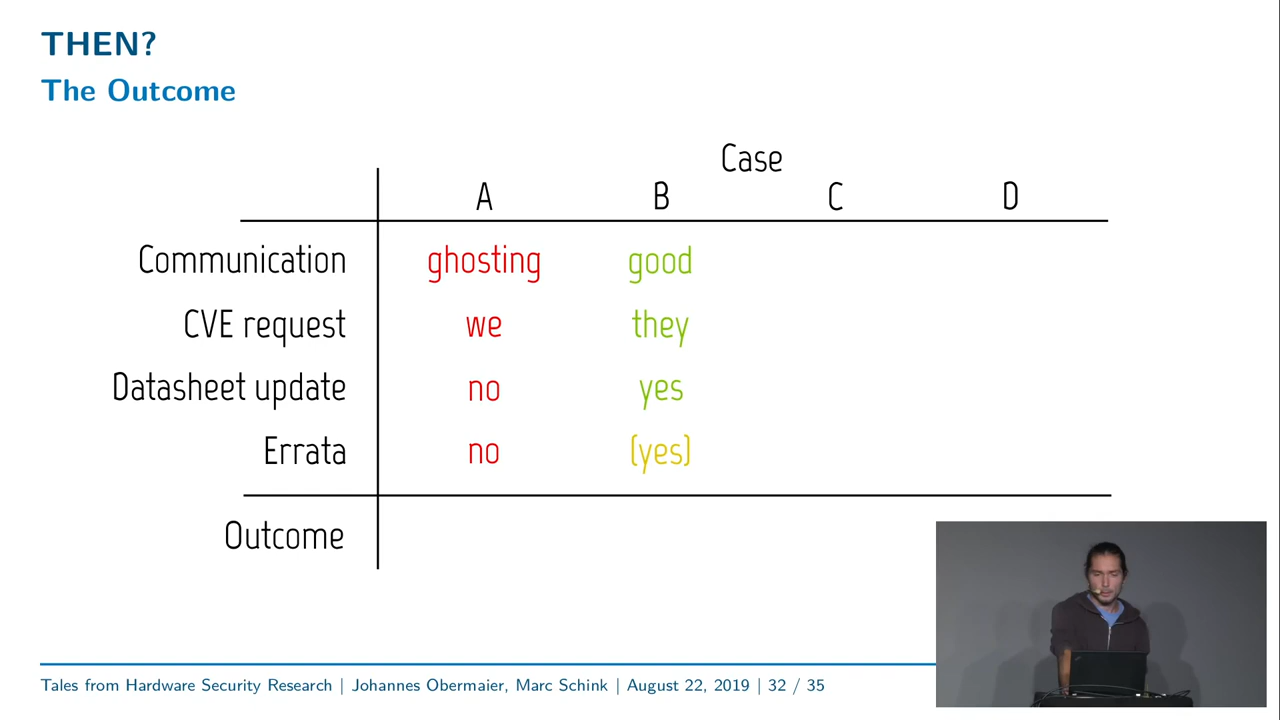 THEN?
The Outcome
Case
A B C D
Communication ghosting good
CVE request we they
Datasheet update no yes
Errata no (yes)
Outcome
Tales from Hardware Security Research | Johannes Obermaier, Marc Schink | August 22, 2019 | 32 / 35